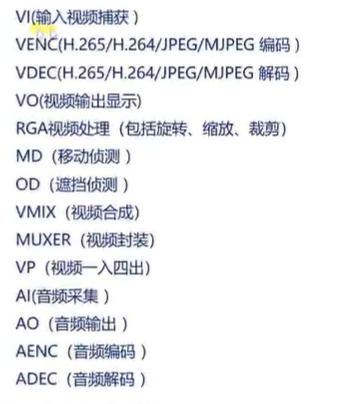 VI(输入视频捕获）
VENC(H.265/H.264/JPEG/MJPEG 编码）
VDEC(H.265/H.264/JPEG/MJPEG 解码）
VO(视频输出显示)
RGA视频处理（包括旋转、缩放、裁剪）
MD（移动侦测）
OD（遮挡侦测）
VMIX（视频合成）
MUXER（视频封装）
VP（视频一入四出）
AI(音频采集）
AO（音频输出）
AENC（音频编码）
ADEC（音频解码）